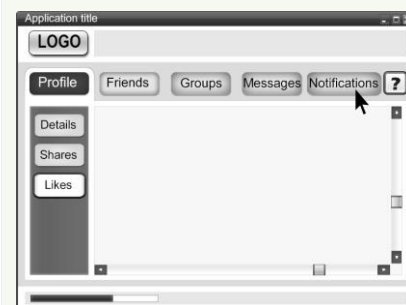 Application title
LOGO
Profile Friends Groups Messages Notifications ?
Details
Shares
Likes